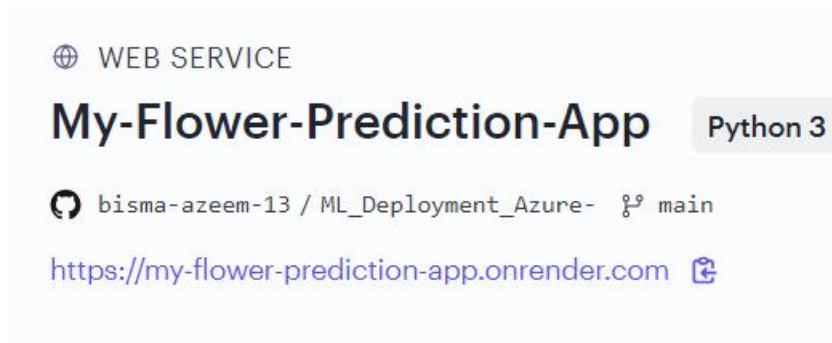 WEB SERVICE
My-Flower-Prediction-App Python 3
bisma-azeem-13 / ML_Deployment_Azure- main
https://my-flower-prediction-app.onrender.com